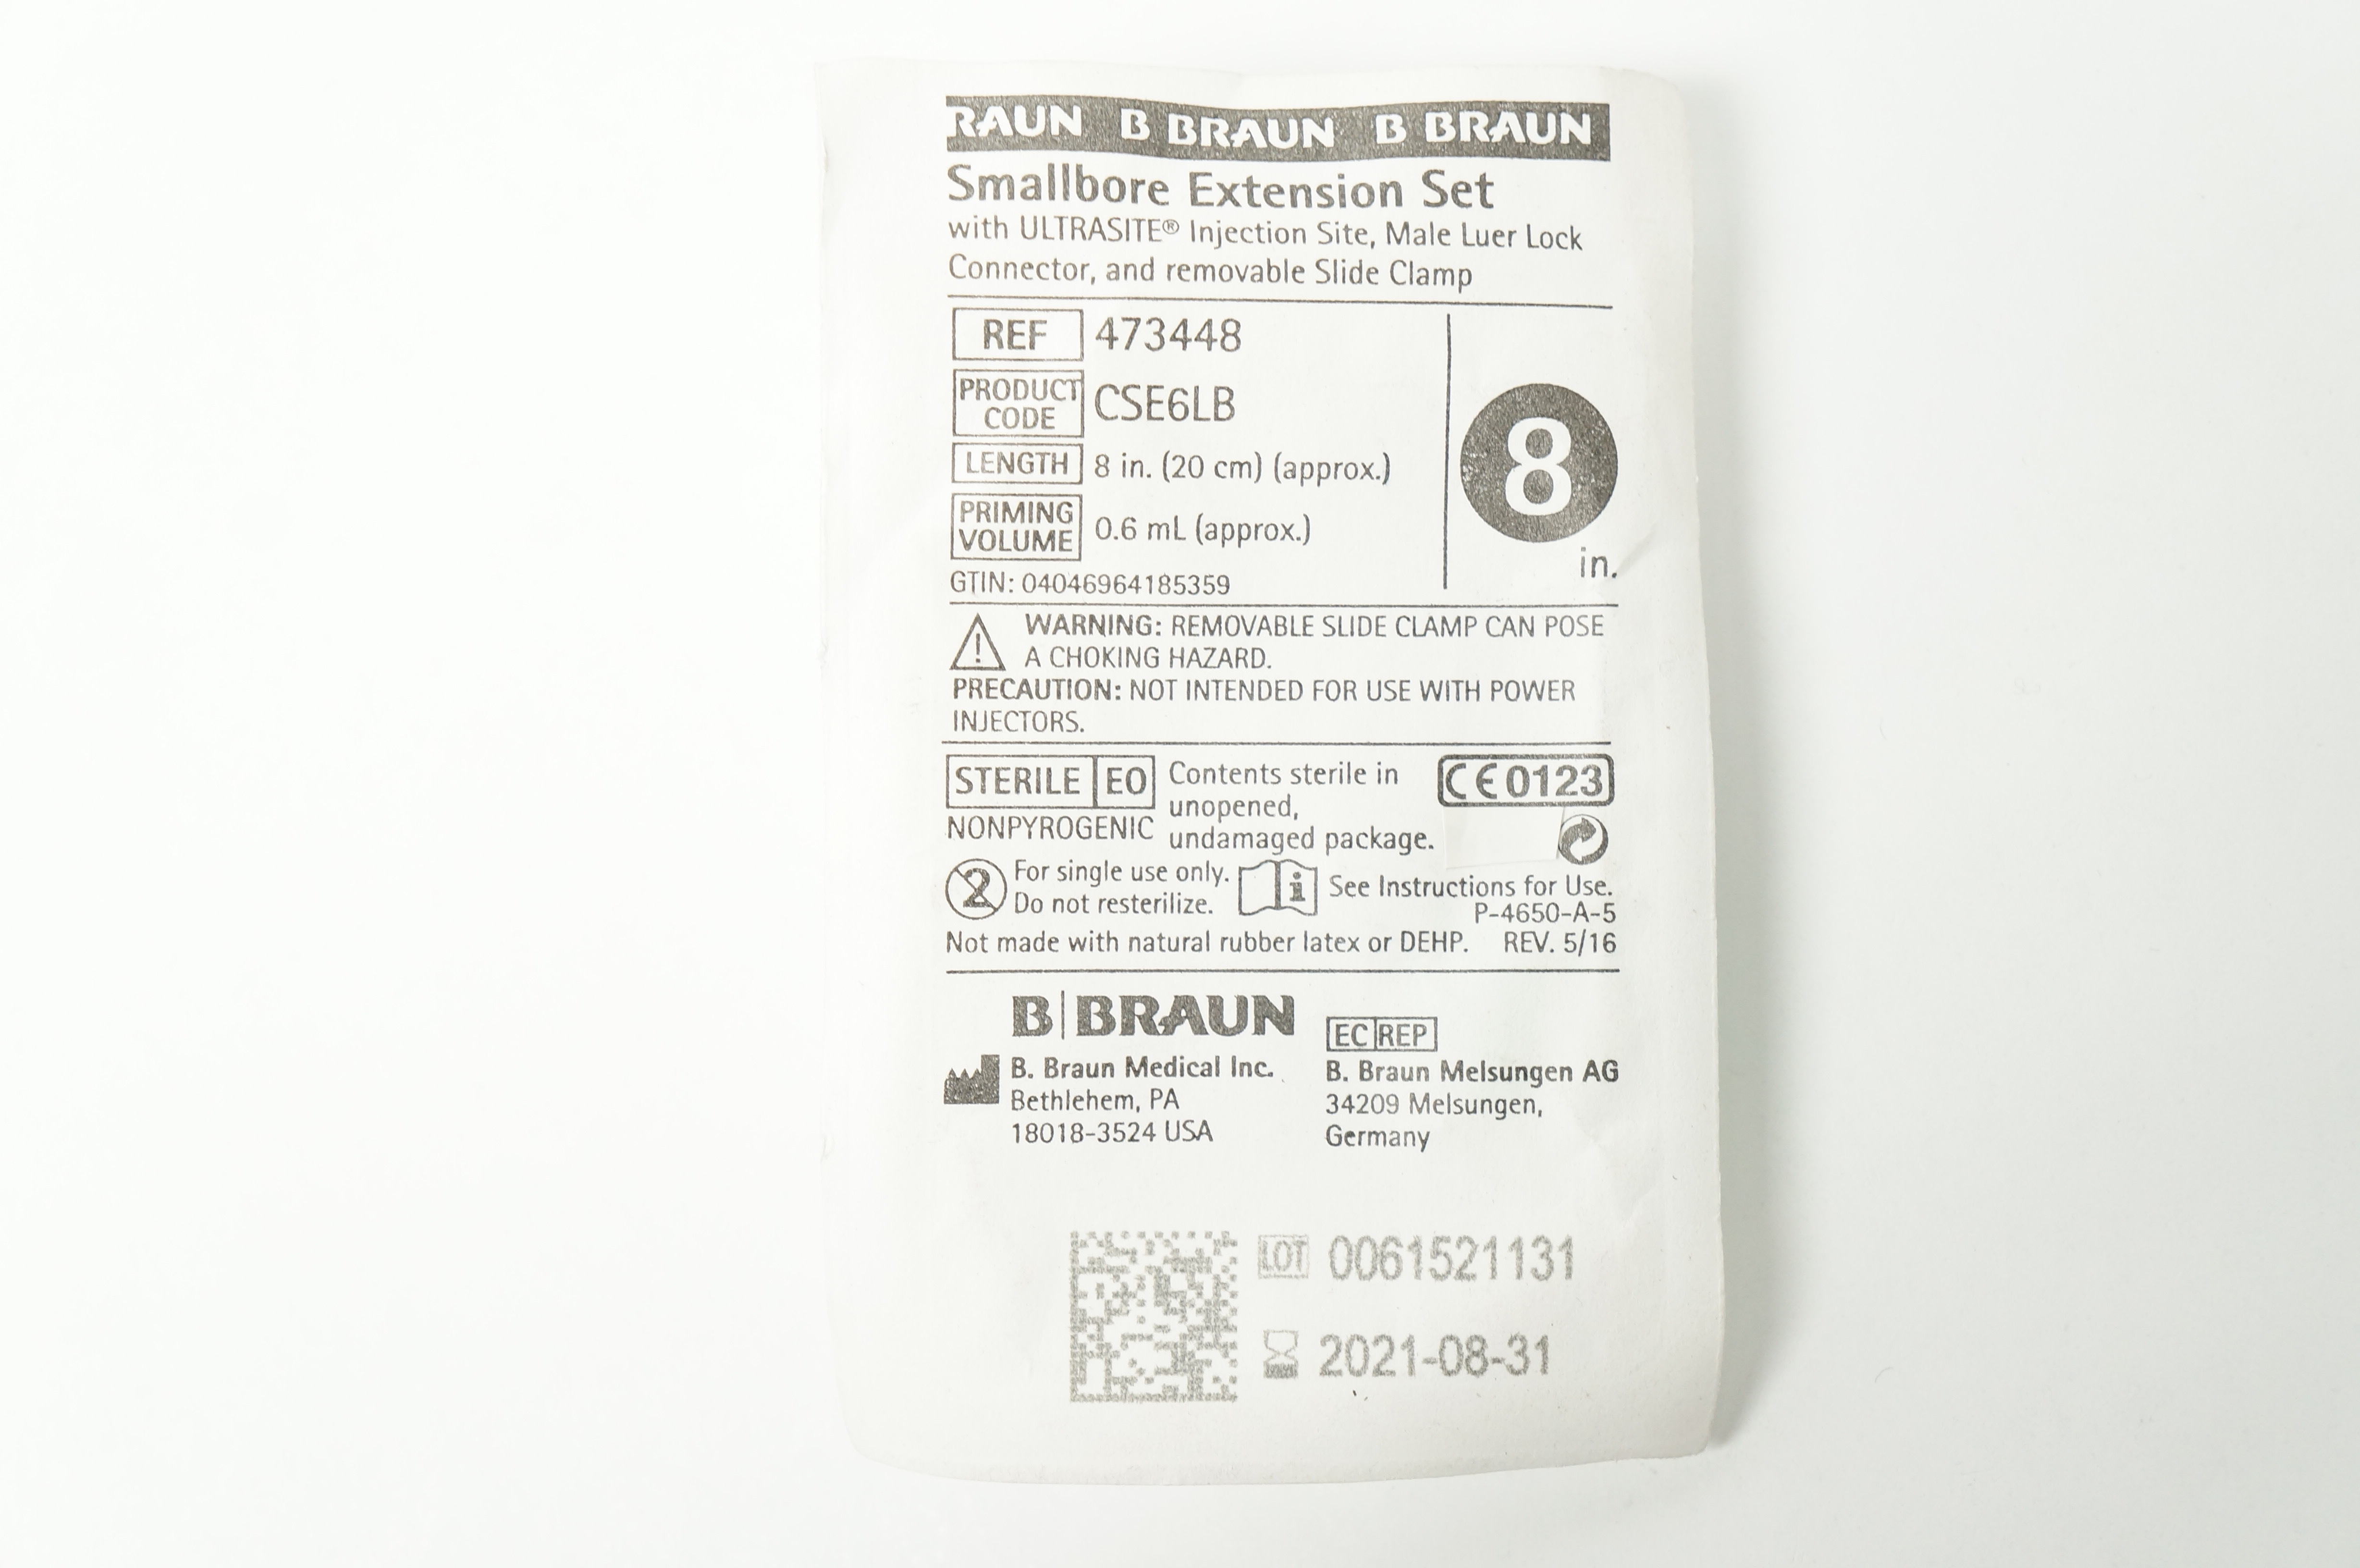 RAUN B BRAUN B BRAUN
Smallbore Extension Set
with ULTRASITE® Injection Site, Male Luer Lock
Connector, and removable Slide Clamp
REF 473448
PRODUCT CODE CSE6LB
LENGTH 8 in. (20 cm) (approx.)
PRIMING VOLUME 0.6 mL (approx.)
GTIN: 04046964185359
8
in.
WARNING: REMOVABLE SLIDE CLAMP CAN POSE
A CHOKING HAZARD.
PRECAUTION: NOT INTENDED FOR USE WITH POWER
INJECTORS.
STERILE EO
NONPYROGENIC
Contents sterile in
unopened,
undamaged package.
CE 0123
2
For single use only.
Do not resterilize.
i
See Instructions for Use.
P-4650-A-5
Not made with natural rubber latex or DEHP. REV. 5/16
B|BRAUN
B. Braun Medical Inc.
Bethlehem, PA
18018-3524 USA
EC REP
B. Braun Melsungen AG
34209 Melsungen,
Germany
LOT 0061521131
2021-08-31